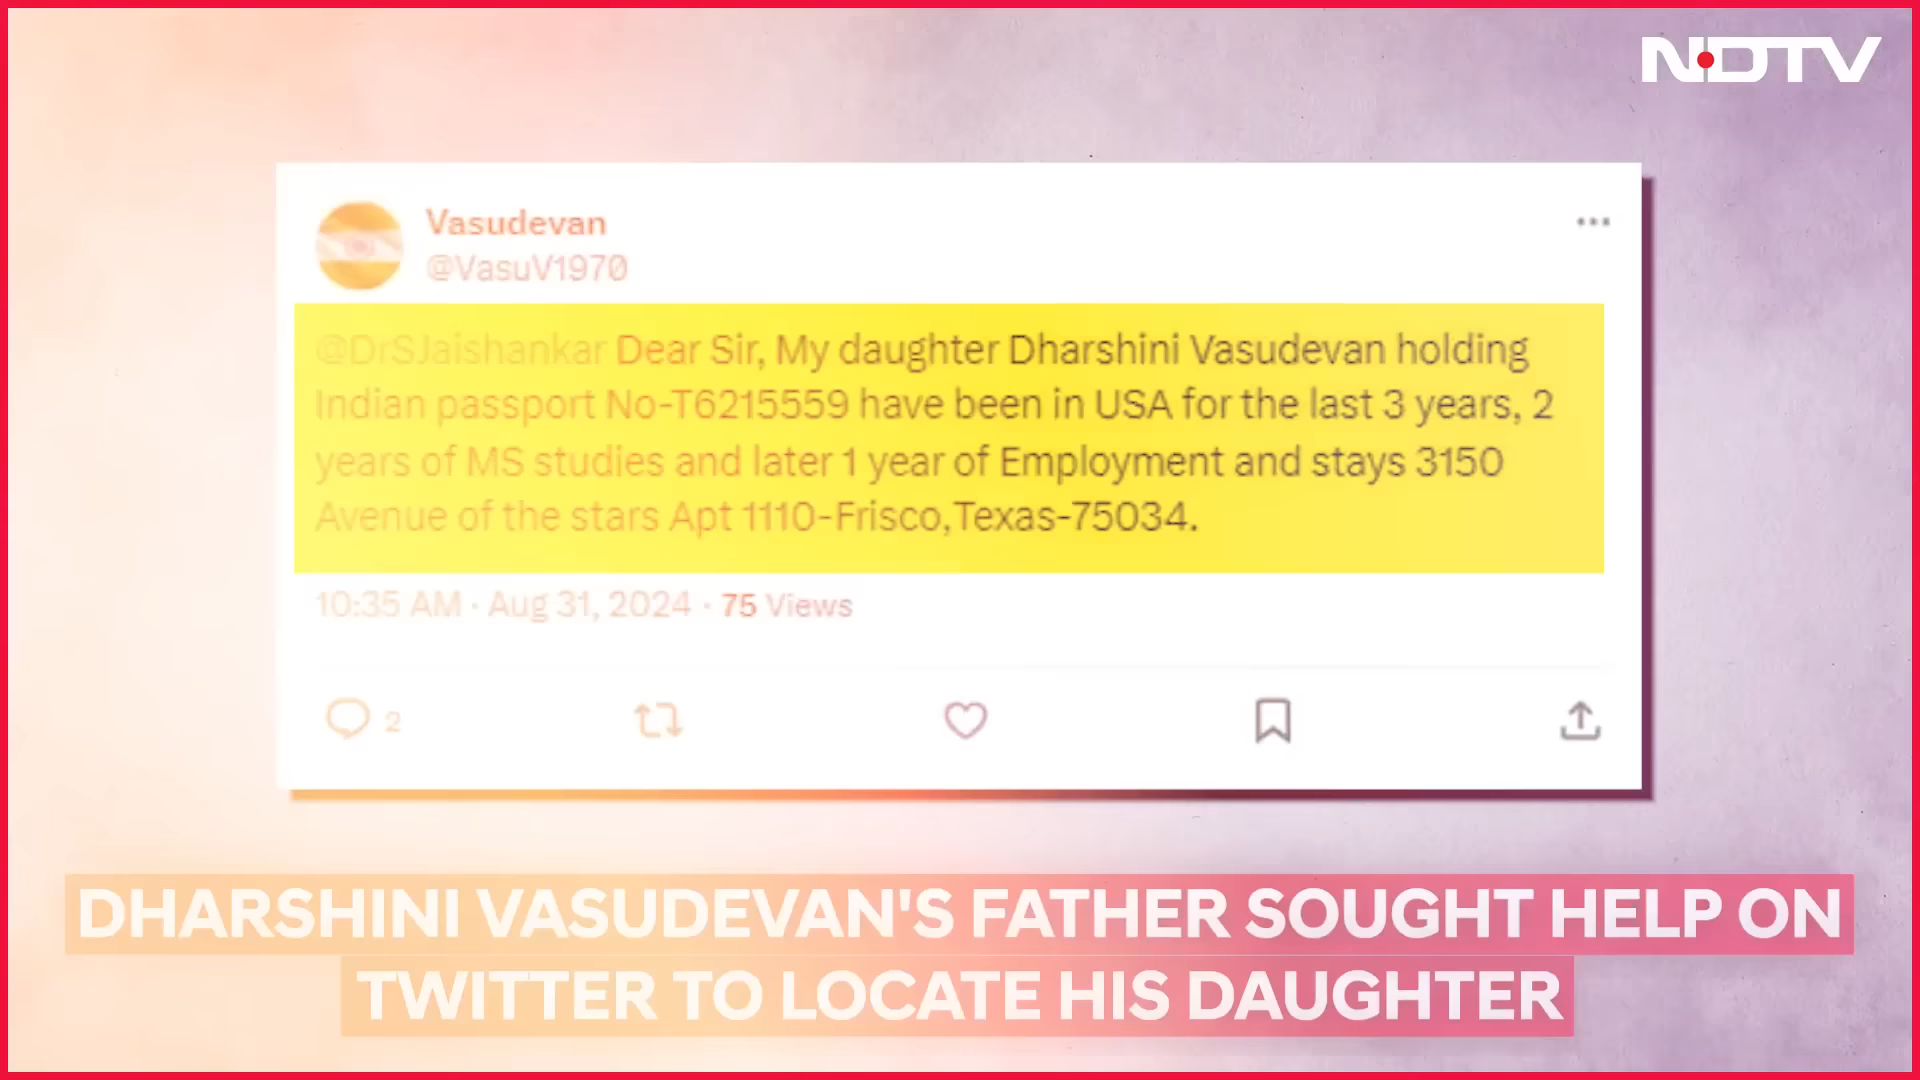 NDTV
Vasudevan
@VasuV1970
@DrSJaishankar Dear Sir, My daughter Dharshini Vasudevan holding
Indian passport No-T6215559 have been in USA for the last 3 years, 2
years of MS studies and later 1 year of Employment and stays 3150
Avenue of the stars Apt 1110-Frisco,Texas-75034.
10:35 AM · Aug 31, 2024 · 75 Views
2
DHARSHINI VASUDEVAN'S FATHER SOUGHT HELP ON
TWITTER TO LOCATE HIS DAUGHTER